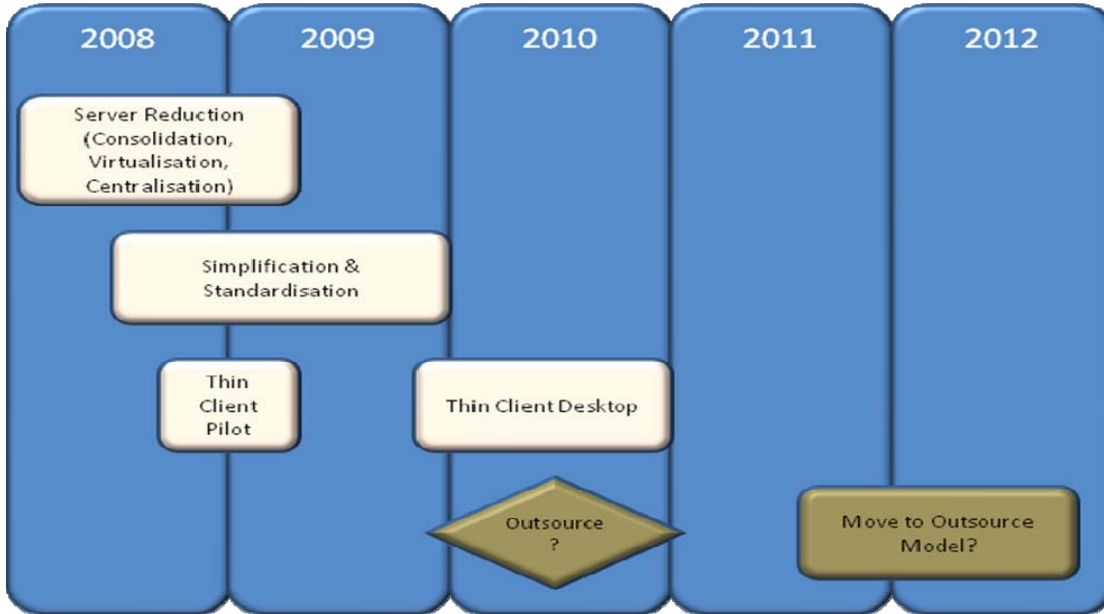 2008 2009 2010 2011 2012
Server Reduction
(Consolidation,
Virtualisation,
Centralisation)
Simplification &
Standardisation
Thin
Client
Pilot
Thin Client Desktop
Outsource
?
Move to Outsource
Model?